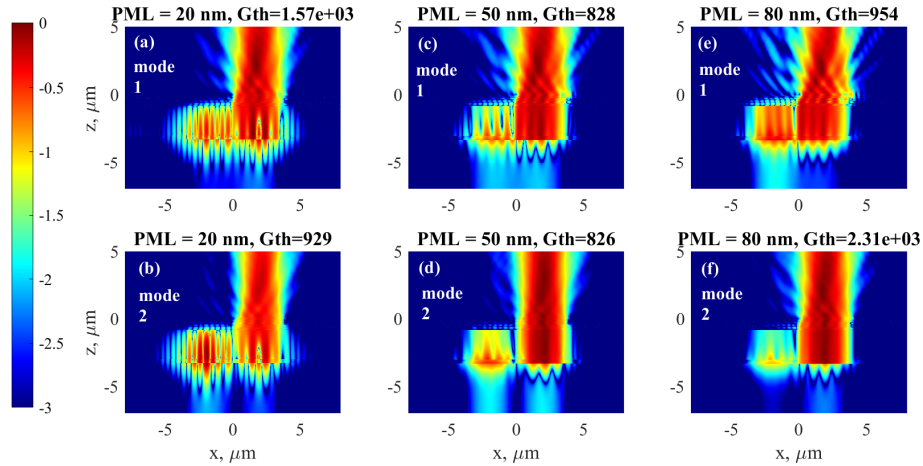 PML = 20 nm, Gth=1.57e+03
PML = 50 nm, Gth=828
PML = 80 nm, Gth=954
0
-0.5
-1
-1.5
-2
-2.5
-3
z, μm
5
0
-5
(a)
mode
1
-5
0
5
5
0
-5
(c)
mode
1
-5
0
5
5
0
-5
(e)
mode
1
-5
0
5
PML = 20 nm, Gth=929
PML = 50 nm, Gth=826
PML = 80 nm, Gth=2.31e+03
z, μm
5
0
-5
(b)
mode
2
-5
0
5
x, μm
5
0
-5
(d)
mode
2
-5
0
5
x, μm
5
0
-5
(f)
mode
2
-5
0
5
x, μm